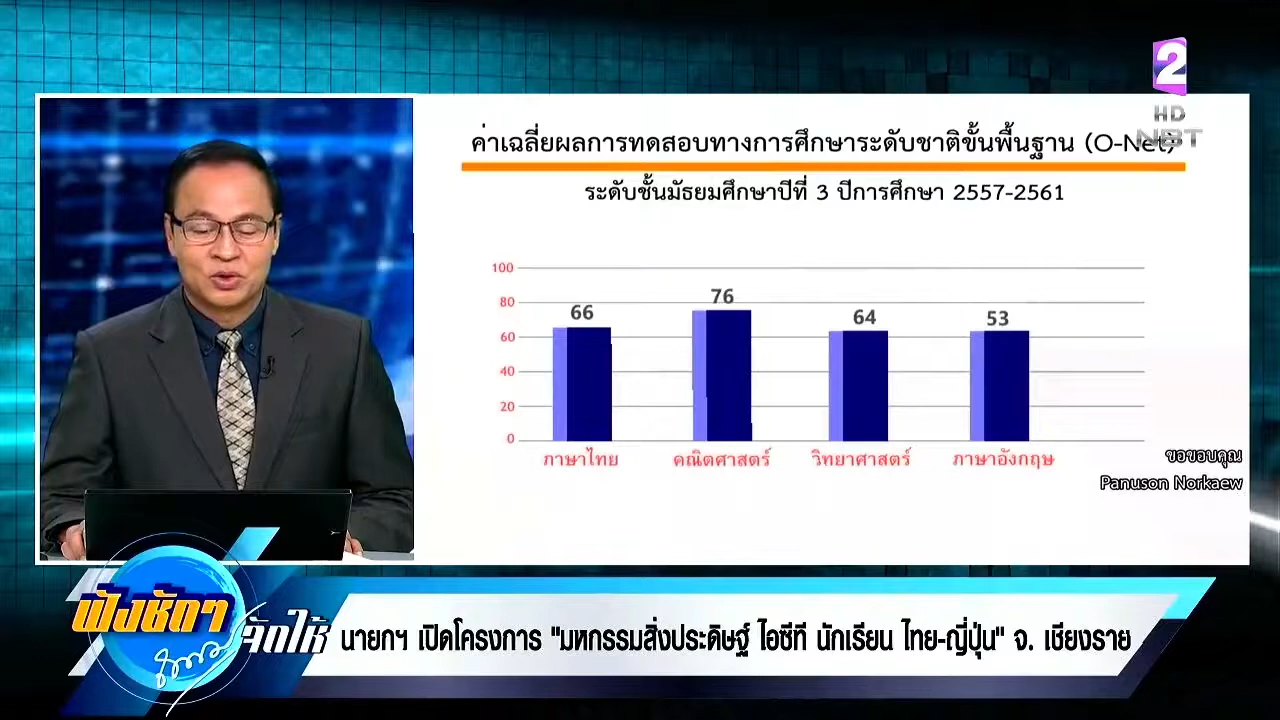 2
HD
NBT
ค่าเฉลี่ยผลการทดสอบทางการศึกษาระดับชาติขั้นพื้นฐาน (O-Net)
ระดับชั้นมัธยมศึกษาปีที่ 3 ปีการศึกษา 2557-2561
100
80
60
40
20
0
66
76
64
53
ภาษาไทย
คณิตศาสตร์
วิทยาศาสตร์
ภาษาอังกฤษ
ขอขอบคุณ
Panuson Norkaew
ฟังชัดๆ
จัดให้
นายกฯ เปิดโครงการ "มหกรรมสิ่งประดิษฐ์ ไอซีที นักเรียน ไทย-ญี่ปุ่น" จ. เชียงราย